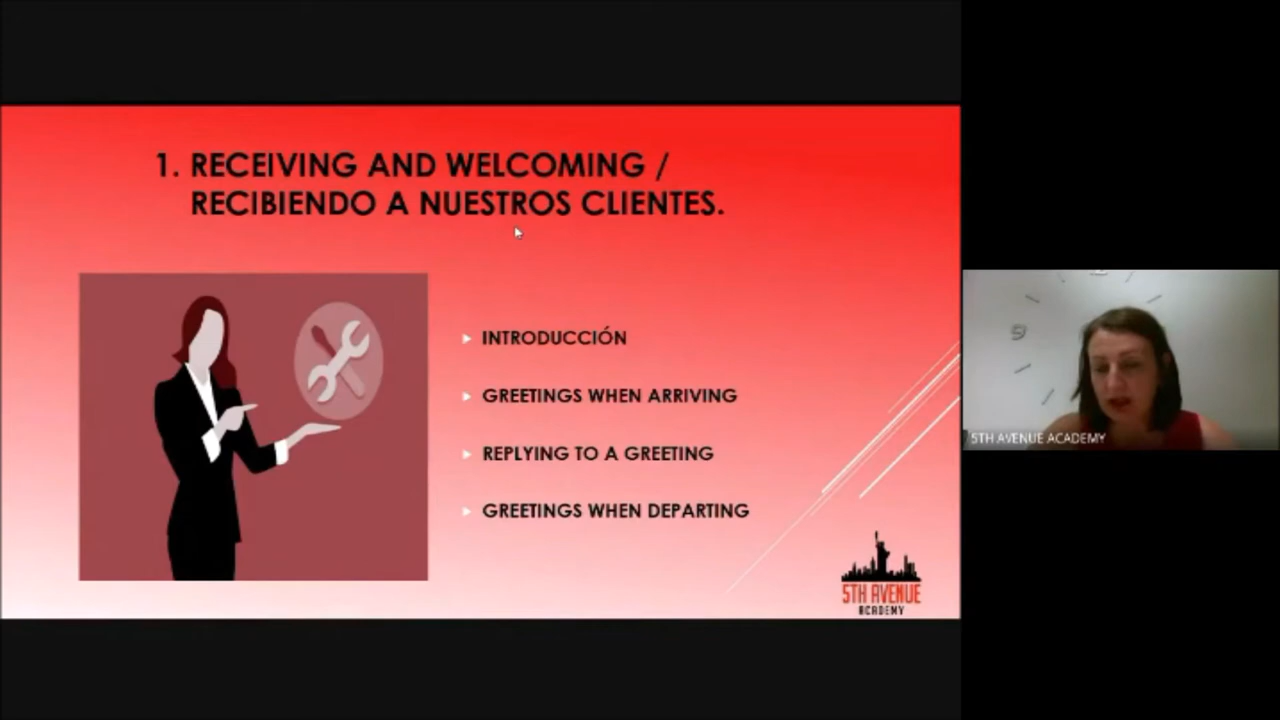 1. RECEIVING AND WELCOMING /
RECIBIENDO A NUESTROS CLIENTES.
INTRODUCCIÓN
GREETINGS WHEN ARRIVING
REPLYING TO A GREETING
GREETINGS WHEN DEPARTING
5TH AVENUE
ACADEMY
5TH AVENUE ACADEMY